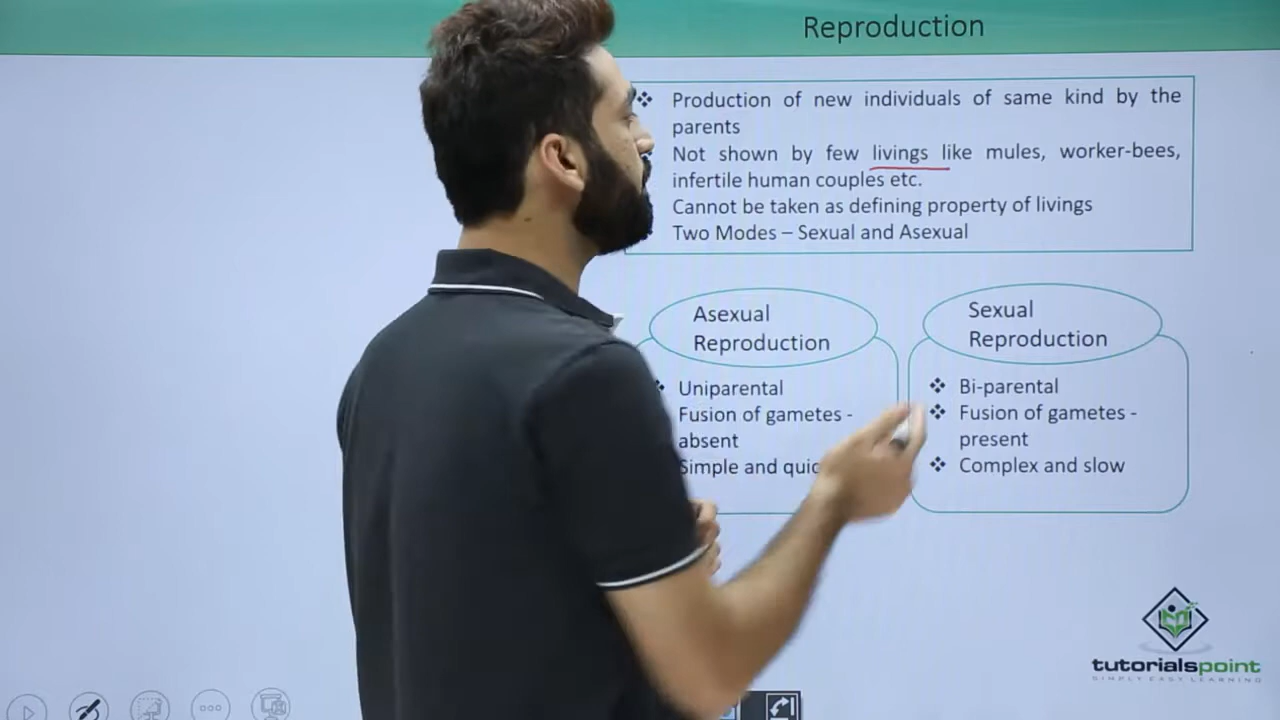 Reproduction
Production of new individuals of same kind by the
parents
Not shown by few livings like mules, worker-bees,
infertile human couples etc.
Cannot be taken as defining property of livings
Two Modes – Sexual and Asexual
Asexual
Reproduction
Uniparental
Fusion of gametes -
absent
Simple and
Sexual
Reproduction
Bi-parental
Fusion of gametes -
present
Complex and slow
tutorialspoint
SIMPLY EASY LEARNING